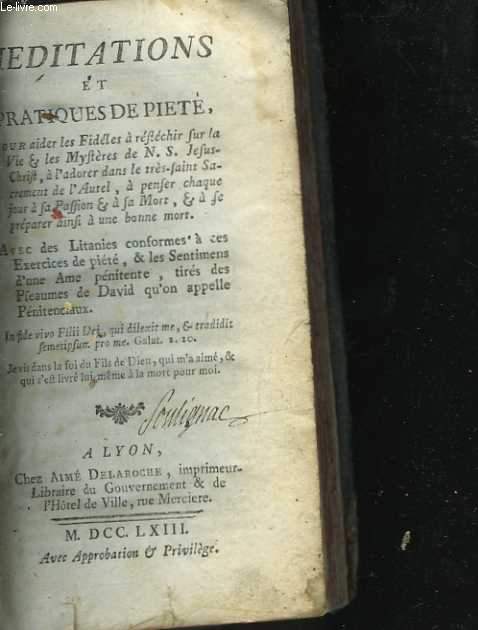 Le-livre.com
MEDITATIONS
ET
PRATIQUES DE PIETÉ,
POUR aider les Fidéles à réfléchir sur la
Vie & les Mystères de N. S. Jesus-
Christ, à l'adorer dans le très-saint Sa-
crement de l'Autel, à penser chaque
jour à sa Passion & à sa Mort, & à se
préparer ainsi à une bonne mort.
AVEC des Litanies conformes à ces
Exercices de piété, & les Sentimens
d'une Ame pénitente, tirés des
Pseaumes de David qu'on appelle
Pénitenciaux.
In fide vivo Filii Dei, qui dilexit me, & tradidit
semetipsum pro me. Galat. 2. 20.
Je vis dans la foi du Fils de Dieu, qui m'a aimé, &
qui s'est livré lui-même à la mort pour moi.
Soulignac
A LYON,
Chez AIMÉ DELAROCHE, imprimeur-
Libraire du Gouvernement & de
l'Hôtel de Ville, rue Merciere.
M. DCC. LXIII.
Avec Approbation & Privilège.